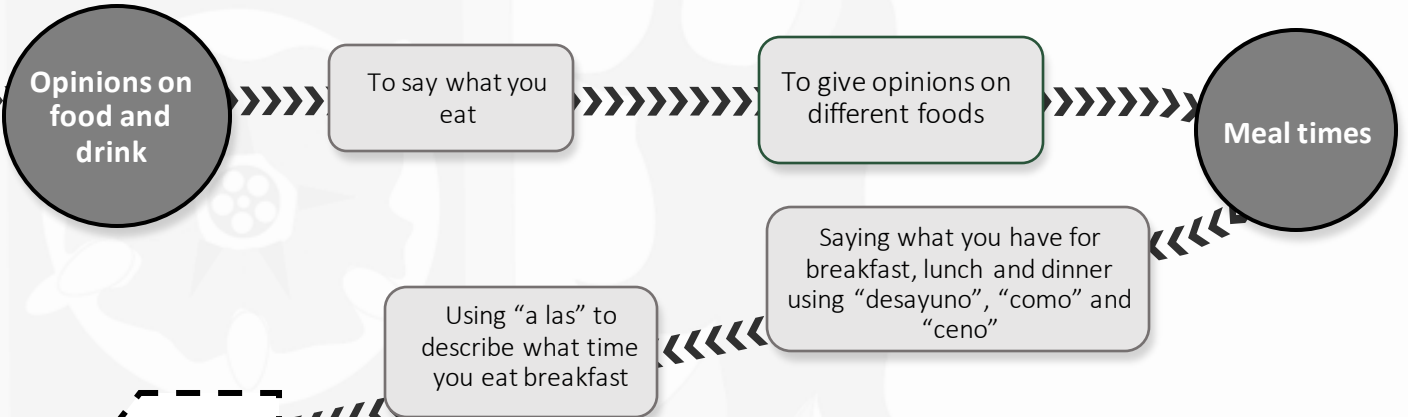 Opinions on
food and
drink
To say what you
eat
To give opinions on
different foods
Meal times
Saying what you have for
breakfast, lunch and dinner
using “desayuno”, “como” and
“ceno”
Using “a las” to
describe what time
you eat breakfast